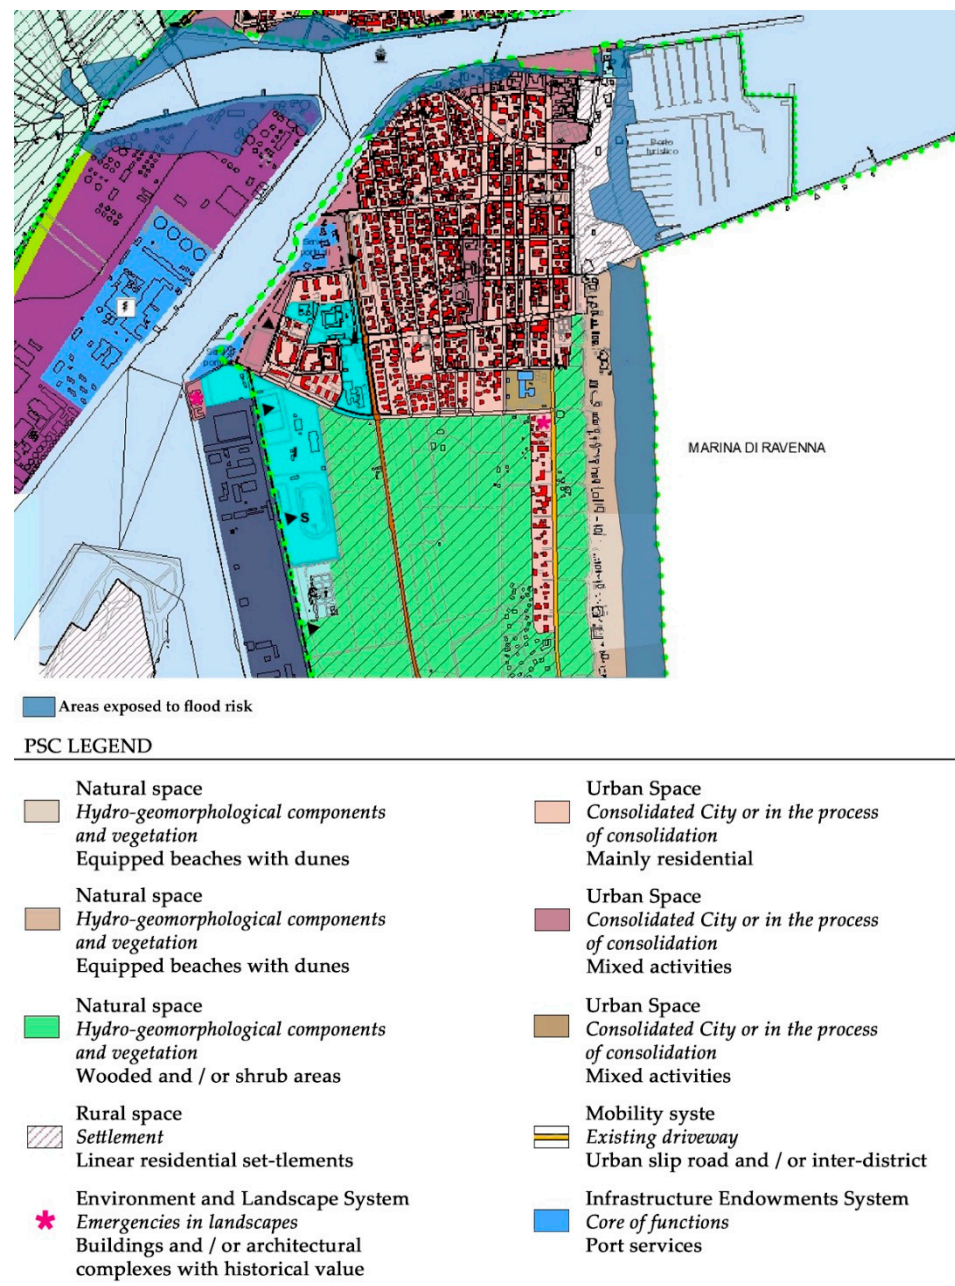 Porto
turistico
Servizi
S
MARINA DI RAVENNA
Areas exposed to flood risk
PSC LEGEND
Natural space
Hydro-geomorphological components
and vegetation
Equipped beaches with dunes
Natural space
Hydro-geomorphological components
and vegetation
Equipped beaches with dunes
Natural space
Hydro-geomorphological components
and vegetation
Wooded and / or shrub areas
Rural space
Settlement
Linear residential set-tlements
Environment and Landscape System
Emergencies in landscapes
Buildings and / or architectural
complexes with historical value
Urban Space
Consolidated City or in the process
of consolidation
Mainly residential
Urban Space
Consolidated City or in the process
of consolidation
Mixed activities
Urban Space
Consolidated City or in the process
of consolidation
Mixed activities
Mobility syste
Existing driveway
Urban slip road and / or inter-district
Infrastructure Endowments System
Core of functions
Port services